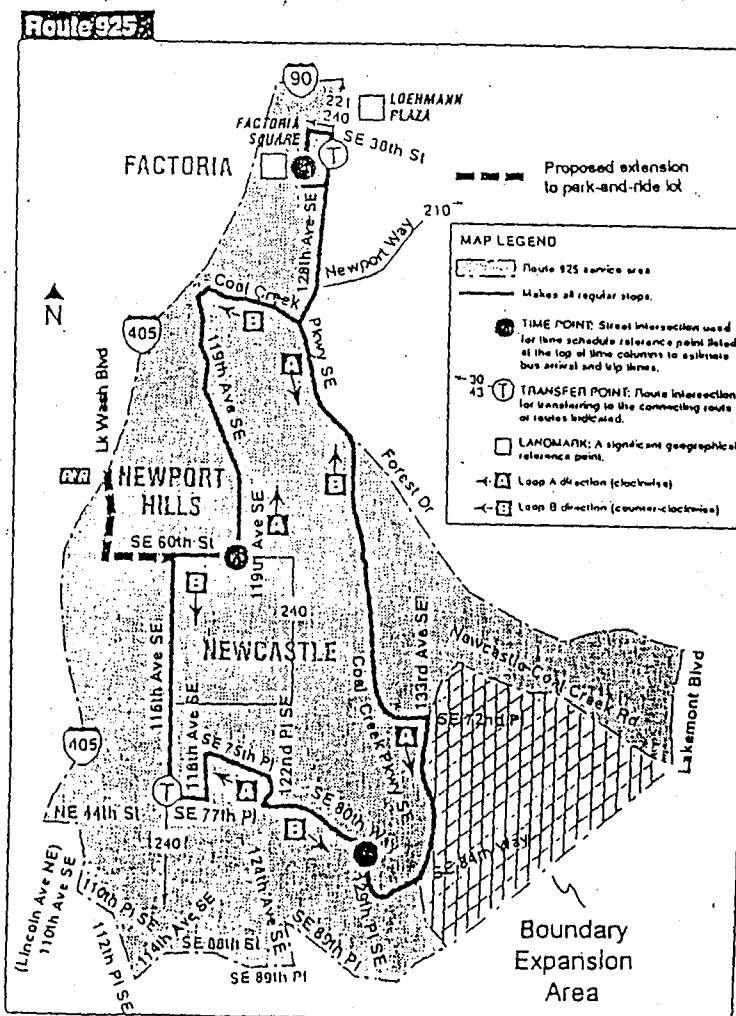 Route 925
90
221
240
LOEHMANN
PLAZA
FACTORIA
SQUARE
T
SE 38th St
FACTORIA
Proposed extension
to park-and-ride lot
128th Ave SE
210
Newport Way
MAP LEGEND
Route 925 service area
Makes all regular stops.
TIME POINT: Street intersection used
for time schedule reference point listed
at the top of time columns to estimate
bus arrival and trip times.
30
43
T
TRANSFER POINT: Route intersection
for transferring to the connecting route
or routes indicated.
LANDMARK: A significant geographical
reference point.
A Loop A direction (clockwise)
B Loop B direction (counter-clockwise)
N
405
Coal Creek
Pkwy SE
B
A
119th Ave SE
Lk Wash Blvd
P&R
NEWPORT
HILLS
B
Forest Dr
A
119th Ave SE
SE 60th St
B
240
NEWCASTLE
116th Ave SE
Coal Creek Pkwy SE
133rd Ave SE
Newcastle Coal Creek Rd
Lakemont Blvd
SE 72nd Pl
A
405
116th Ave SE
SE 75th Pl
122nd Pl SE
A
SE 80th Way
T
NE 44th St
SE 77th Pl
B
240
SE 84th Way
129th Pl SE
124th Ave SE
(Lincoln Ave NE)
110th Ave SE
110th Pl SE
112th Pl SE
114th Ave SE
SE 88th St
SE 89th Pl
SE 89th Pl
Boundary
Expansion
Area